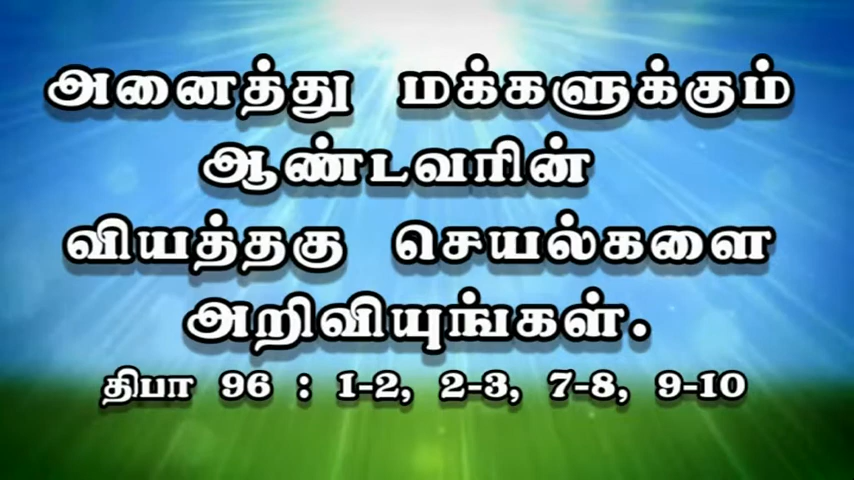 அனைத்து மக்களுக்கும்
ஆண்டவரின்
வியத்தகு செயல்களை
அறிவியுங்கள்.
திபா 96 : 1-2, 2-3, 7-8, 9-10